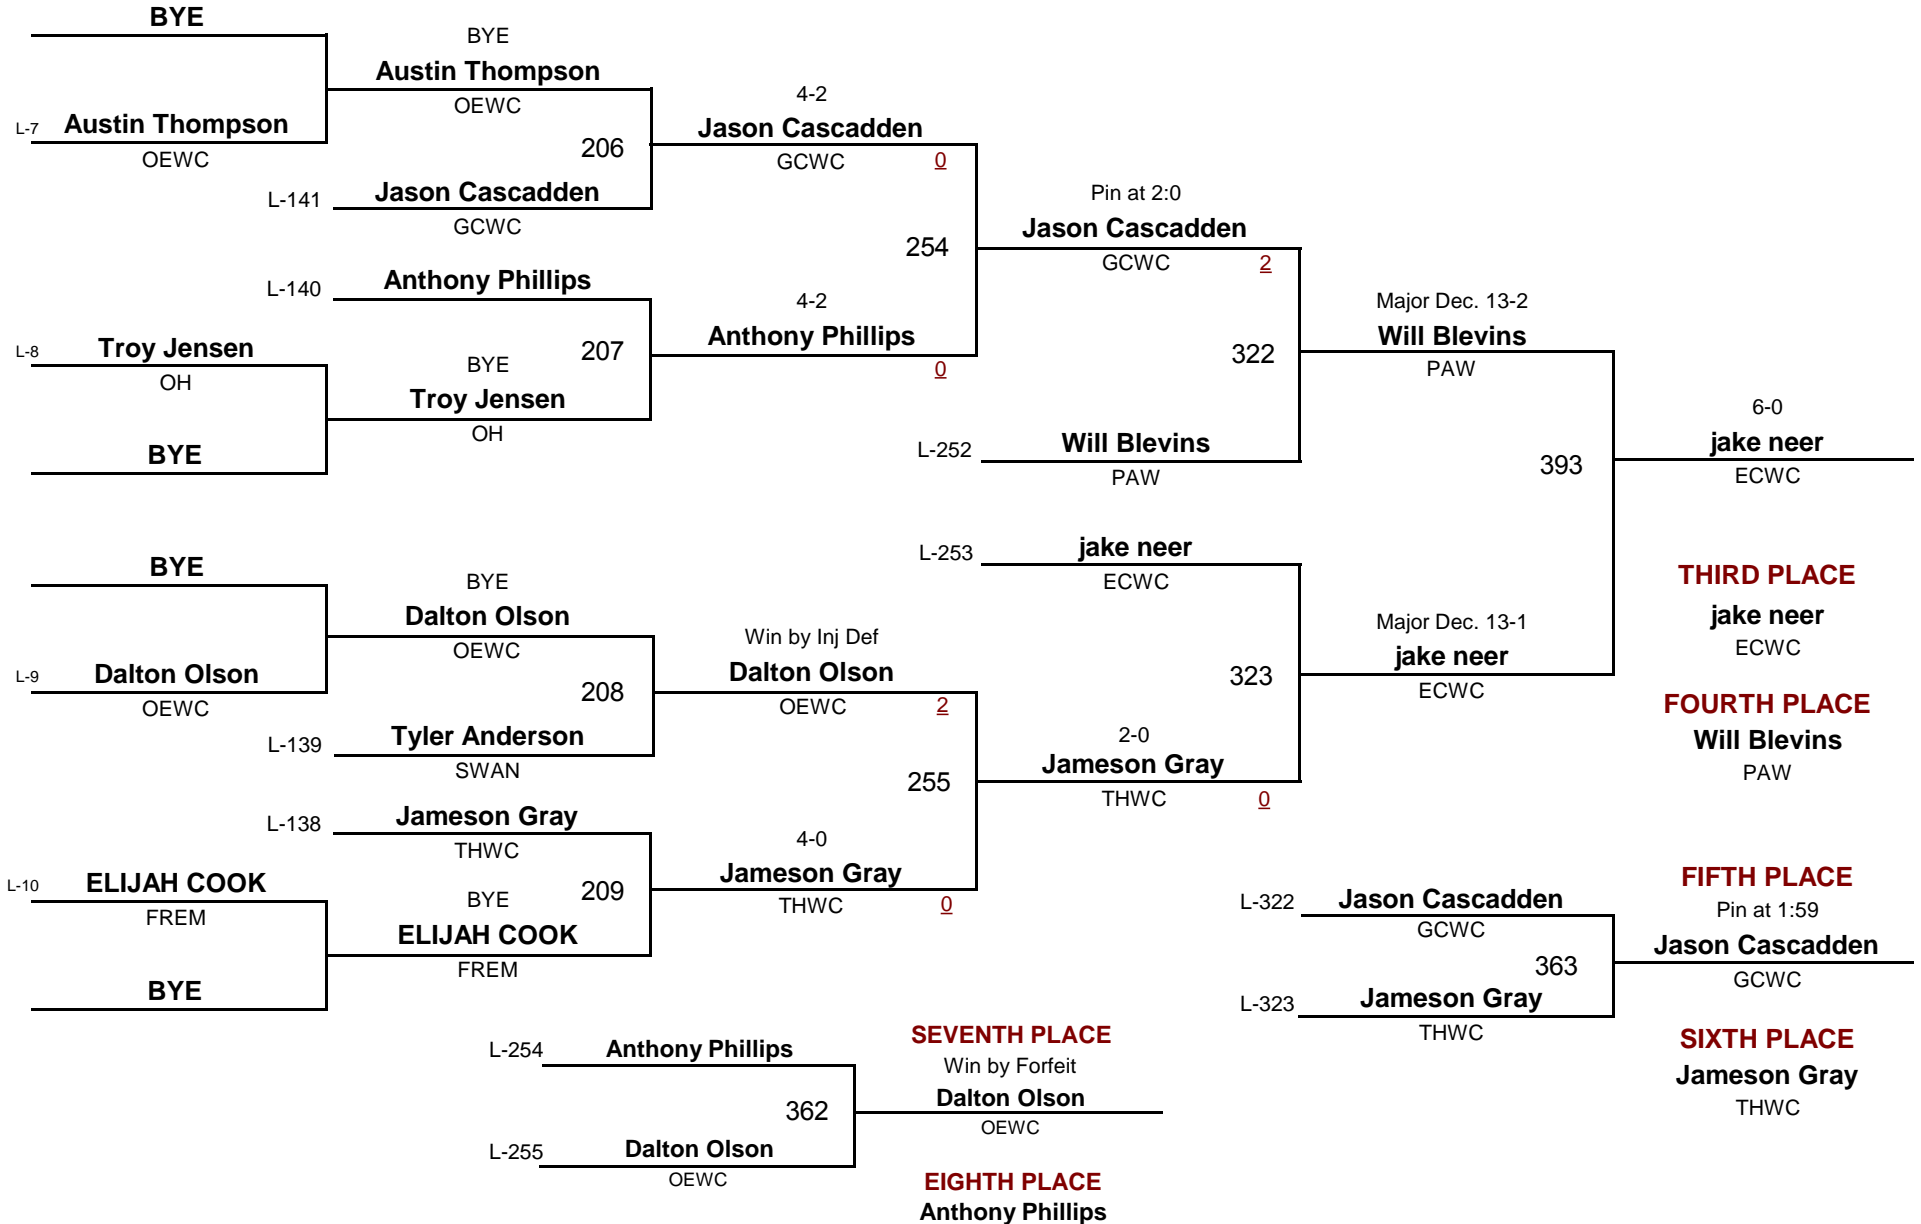 BYE
L-7 Austin Thompson
OEWC
BYE
Austin Thompson
OEWC
206
L-141 Jason Cascadden
GCWC
4-2
Jason Cascadden
GCWC 0
L-140 Anthony Phillips
L-8 Troy Jensen
OH
BYE
BYE
Troy Jensen
OH
207
4-2
Anthony Phillips
0
254
Pin at 2:0
Jason Cascadden
GCWC 2
322
L-252 Will Blevins
PAW
Major Dec. 13-2
Will Blevins
PAW
393
6-0
jake neer
ECWC
BYE
L-9 Dalton Olson
OEWC
BYE
Dalton Olson
OEWC
208
L-139 Tyler Anderson
SWAN
Win by Inj Def
Dalton Olson
OEWC 2
L-138 Jameson Gray
THWC
L-10 ELIJAH COOK
FREM
BYE
BYE
ELIJAH COOK
FREM
209
4-0
Jameson Gray
THWC 0
255
2-0
Jameson Gray
THWC 0
L-253 jake neer
ECWC
323
Major Dec. 13-1
jake neer
ECWC
THIRD PLACE
jake neer
ECWC
FOURTH PLACE
Will Blevins
PAW
L-322 Jason Cascadden
GCWC
363
L-323 Jameson Gray
THWC
FIFTH PLACE
Pin at 1:59
Jason Cascadden
GCWC
SIXTH PLACE
Jameson Gray
THWC
L-254 Anthony Phillips
362
L-255 Dalton Olson
OEWC
SEVENTH PLACE
Win by Forfeit
Dalton Olson
OEWC
EIGHTH PLACE
Anthony Phillips